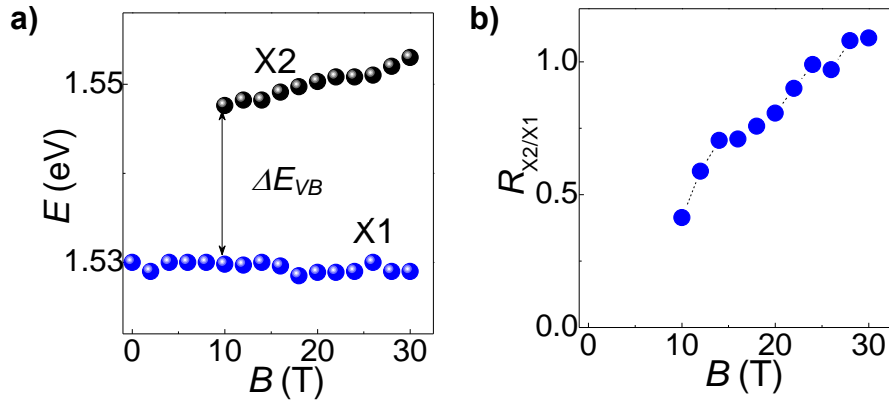 a)
E (eV)
1.55
1.53
X2
ΔE_VB
X1
0 10 20 30
B (T)
b)
R_X2/X1
1.0
0.5
0.0
0 10 20 30
B (T)